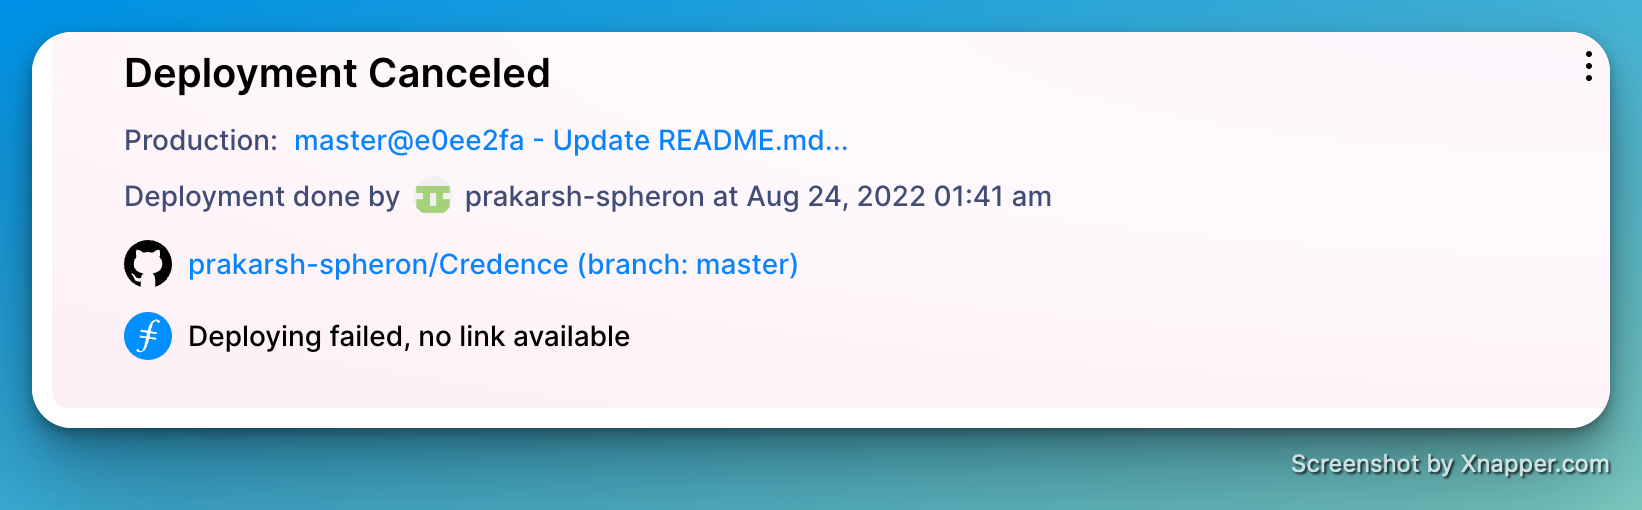 Deployment Canceled
Production: master@e0ee2fa - Update README.md...
Deployment done by prakarsh-spheron at Aug 24, 2022 01:41 am
prakarsh-spheron/Credence (branch: master)
Deploying failed, no link available
Screenshot by Xnapper.com